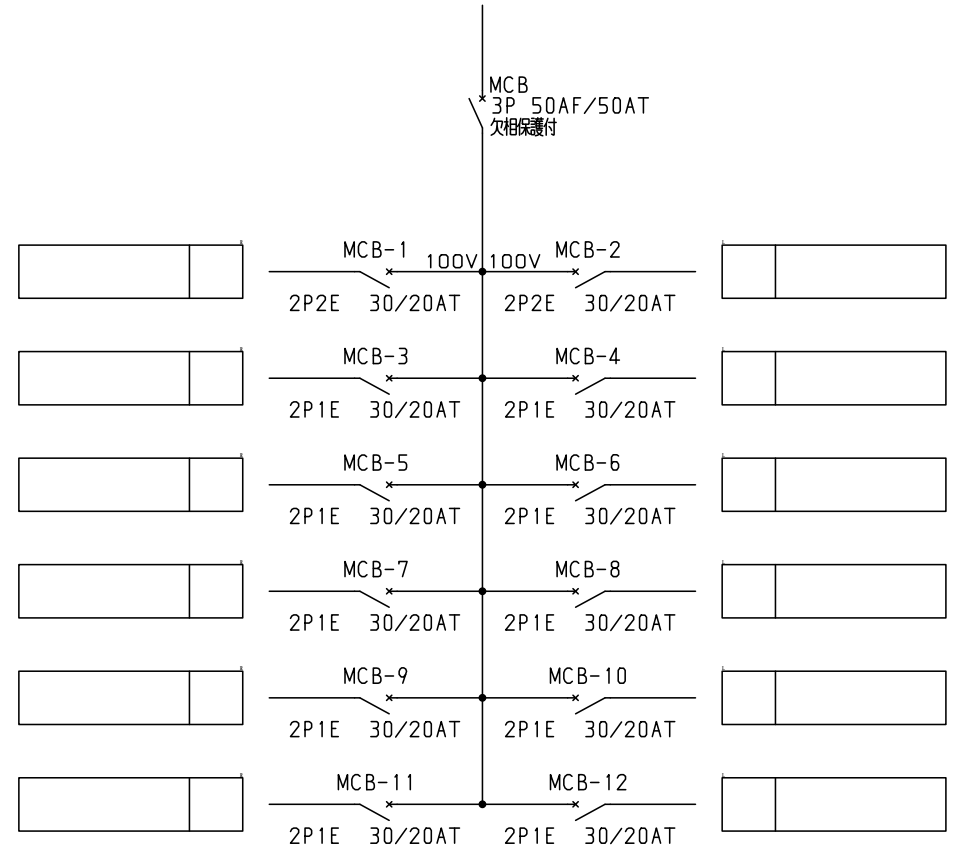 MCB
3P 50AF/50AT
欠相保護付
MCB-1 100V 100V MCB-2
2P2E 30/20AT 2P2E 30/20AT
MCB-3 MCB-4
2P1E 30/20AT 2P1E 30/20AT
MCB-5 MCB-6
2P1E 30/20AT 2P1E 30/20AT
MCB-7 MCB-8
2P1E 30/20AT 2P1E 30/20AT
MCB-9 MCB-10
2P1E 30/20AT 2P1E 30/20AT
MCB-11 MCB-12
2P1E 30/20AT 2P1E 30/20AT